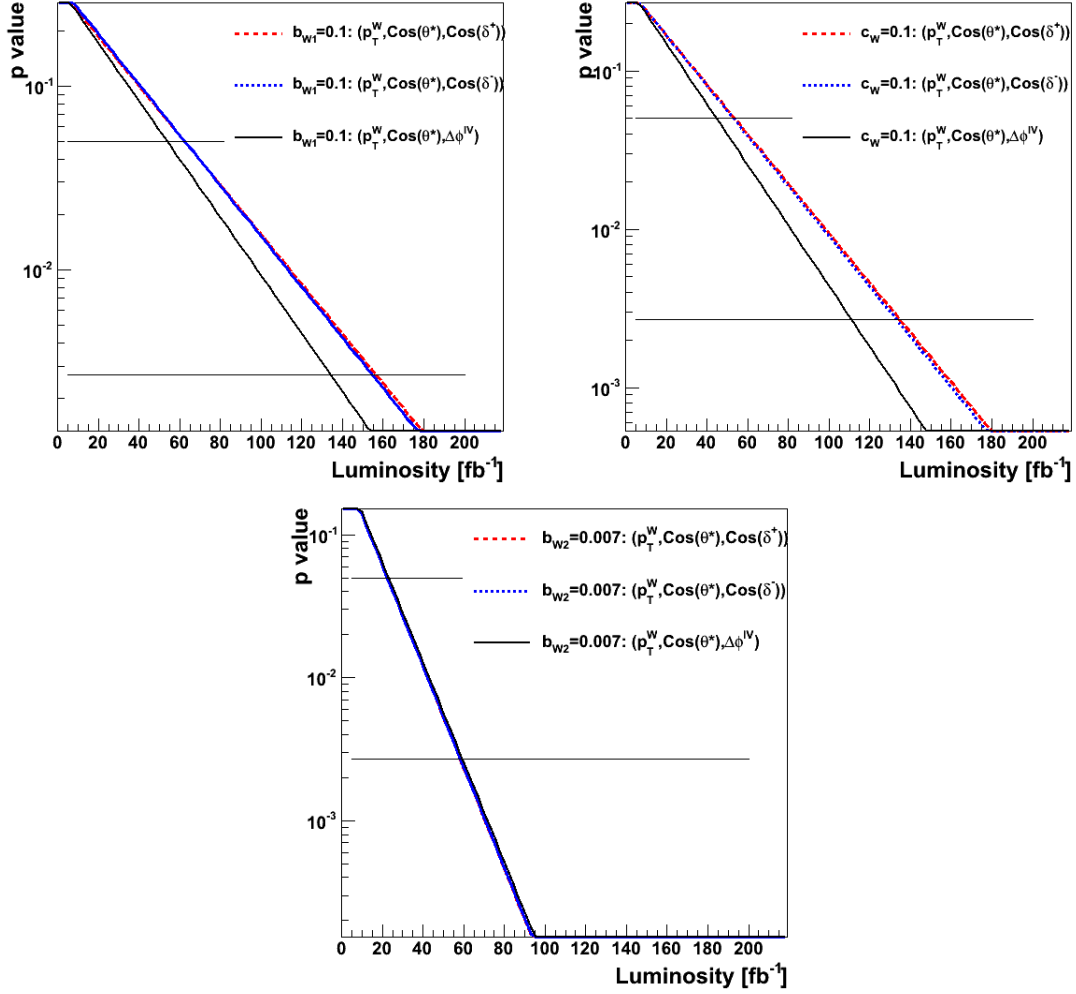 p value
b_W1=0.1: (p_T^W,Cos(θ*),Cos(δ⁺))
b_W1=0.1: (p_T^W,Cos(θ*),Cos(δ⁻))
b_W1=0.1: (p_T^W,Cos(θ*),Δϕ^lV)
10⁻¹
10⁻²
0 20 40 60 80 100 120 140 160 180 200
Luminosity [fb⁻¹]
p value
c_W=0.1: (p_T^W,Cos(θ*),Cos(δ⁺))
c_W=0.1: (p_T^W,Cos(θ*),Cos(δ⁻))
c_W=0.1: (p_T^W,Cos(θ*),Δϕ^lV)
10⁻¹
10⁻²
10⁻³
0 20 40 60 80 100 120 140 160 180 200
Luminosity [fb⁻¹]
p value
b_W2=0.007: (p_T^W,Cos(θ*),Cos(δ⁺))
b_W2=0.007: (p_T^W,Cos(θ*),Cos(δ⁻))
b_W2=0.007: (p_T^W,Cos(θ*),Δϕ^lV)
10⁻¹
10⁻²
10⁻³
0 20 40 60 80 100 120 140 160 180 200
Luminosity [fb⁻¹]